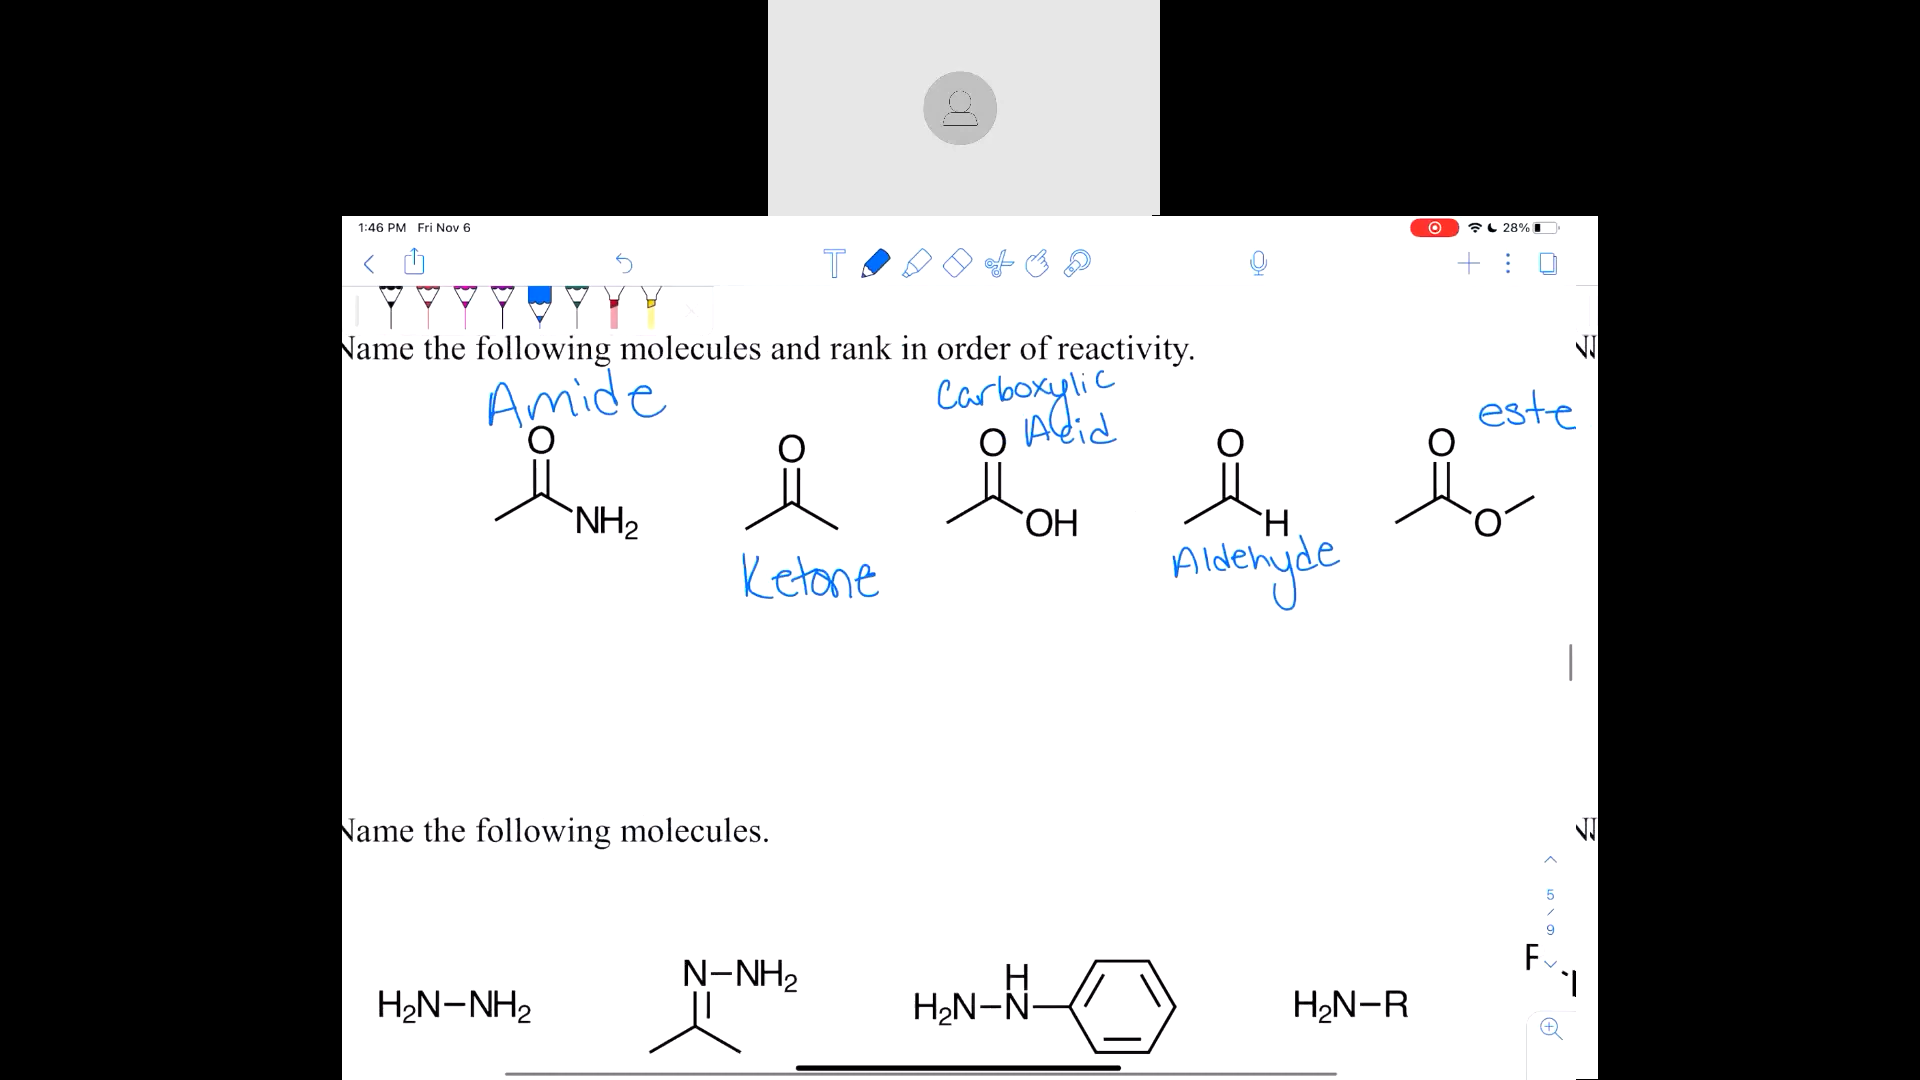 1:46 PM Fri Nov 6
28%
T
Name the following molecules and rank in order of reactivity.
Amide
Carboxylic
Acid
este
O
O
O
O
O
NH2
OH
H
O
Ketone
Aldehyde
Name the following molecules.
5
/
9
F
N-NH2
H
H2N-NH2
H2N-N
H2N-R